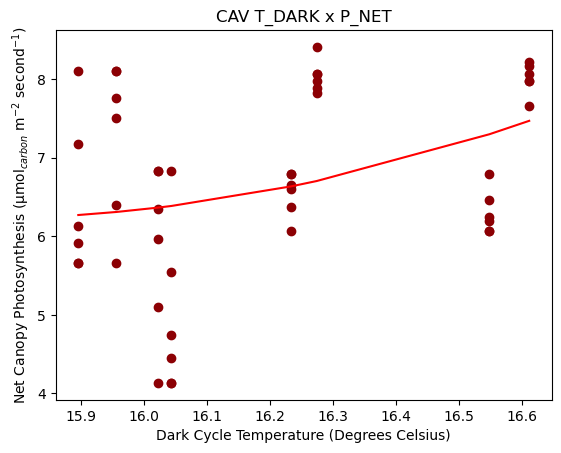 CAV T_DARK x P_NET
Net Canopy Photosynthesis (μmol_carbon m⁻² second⁻¹)
8
7
6
5
4
15.9 16.0 16.1 16.2 16.3 16.4 16.5 16.6
Dark Cycle Temperature (Degrees Celsius)